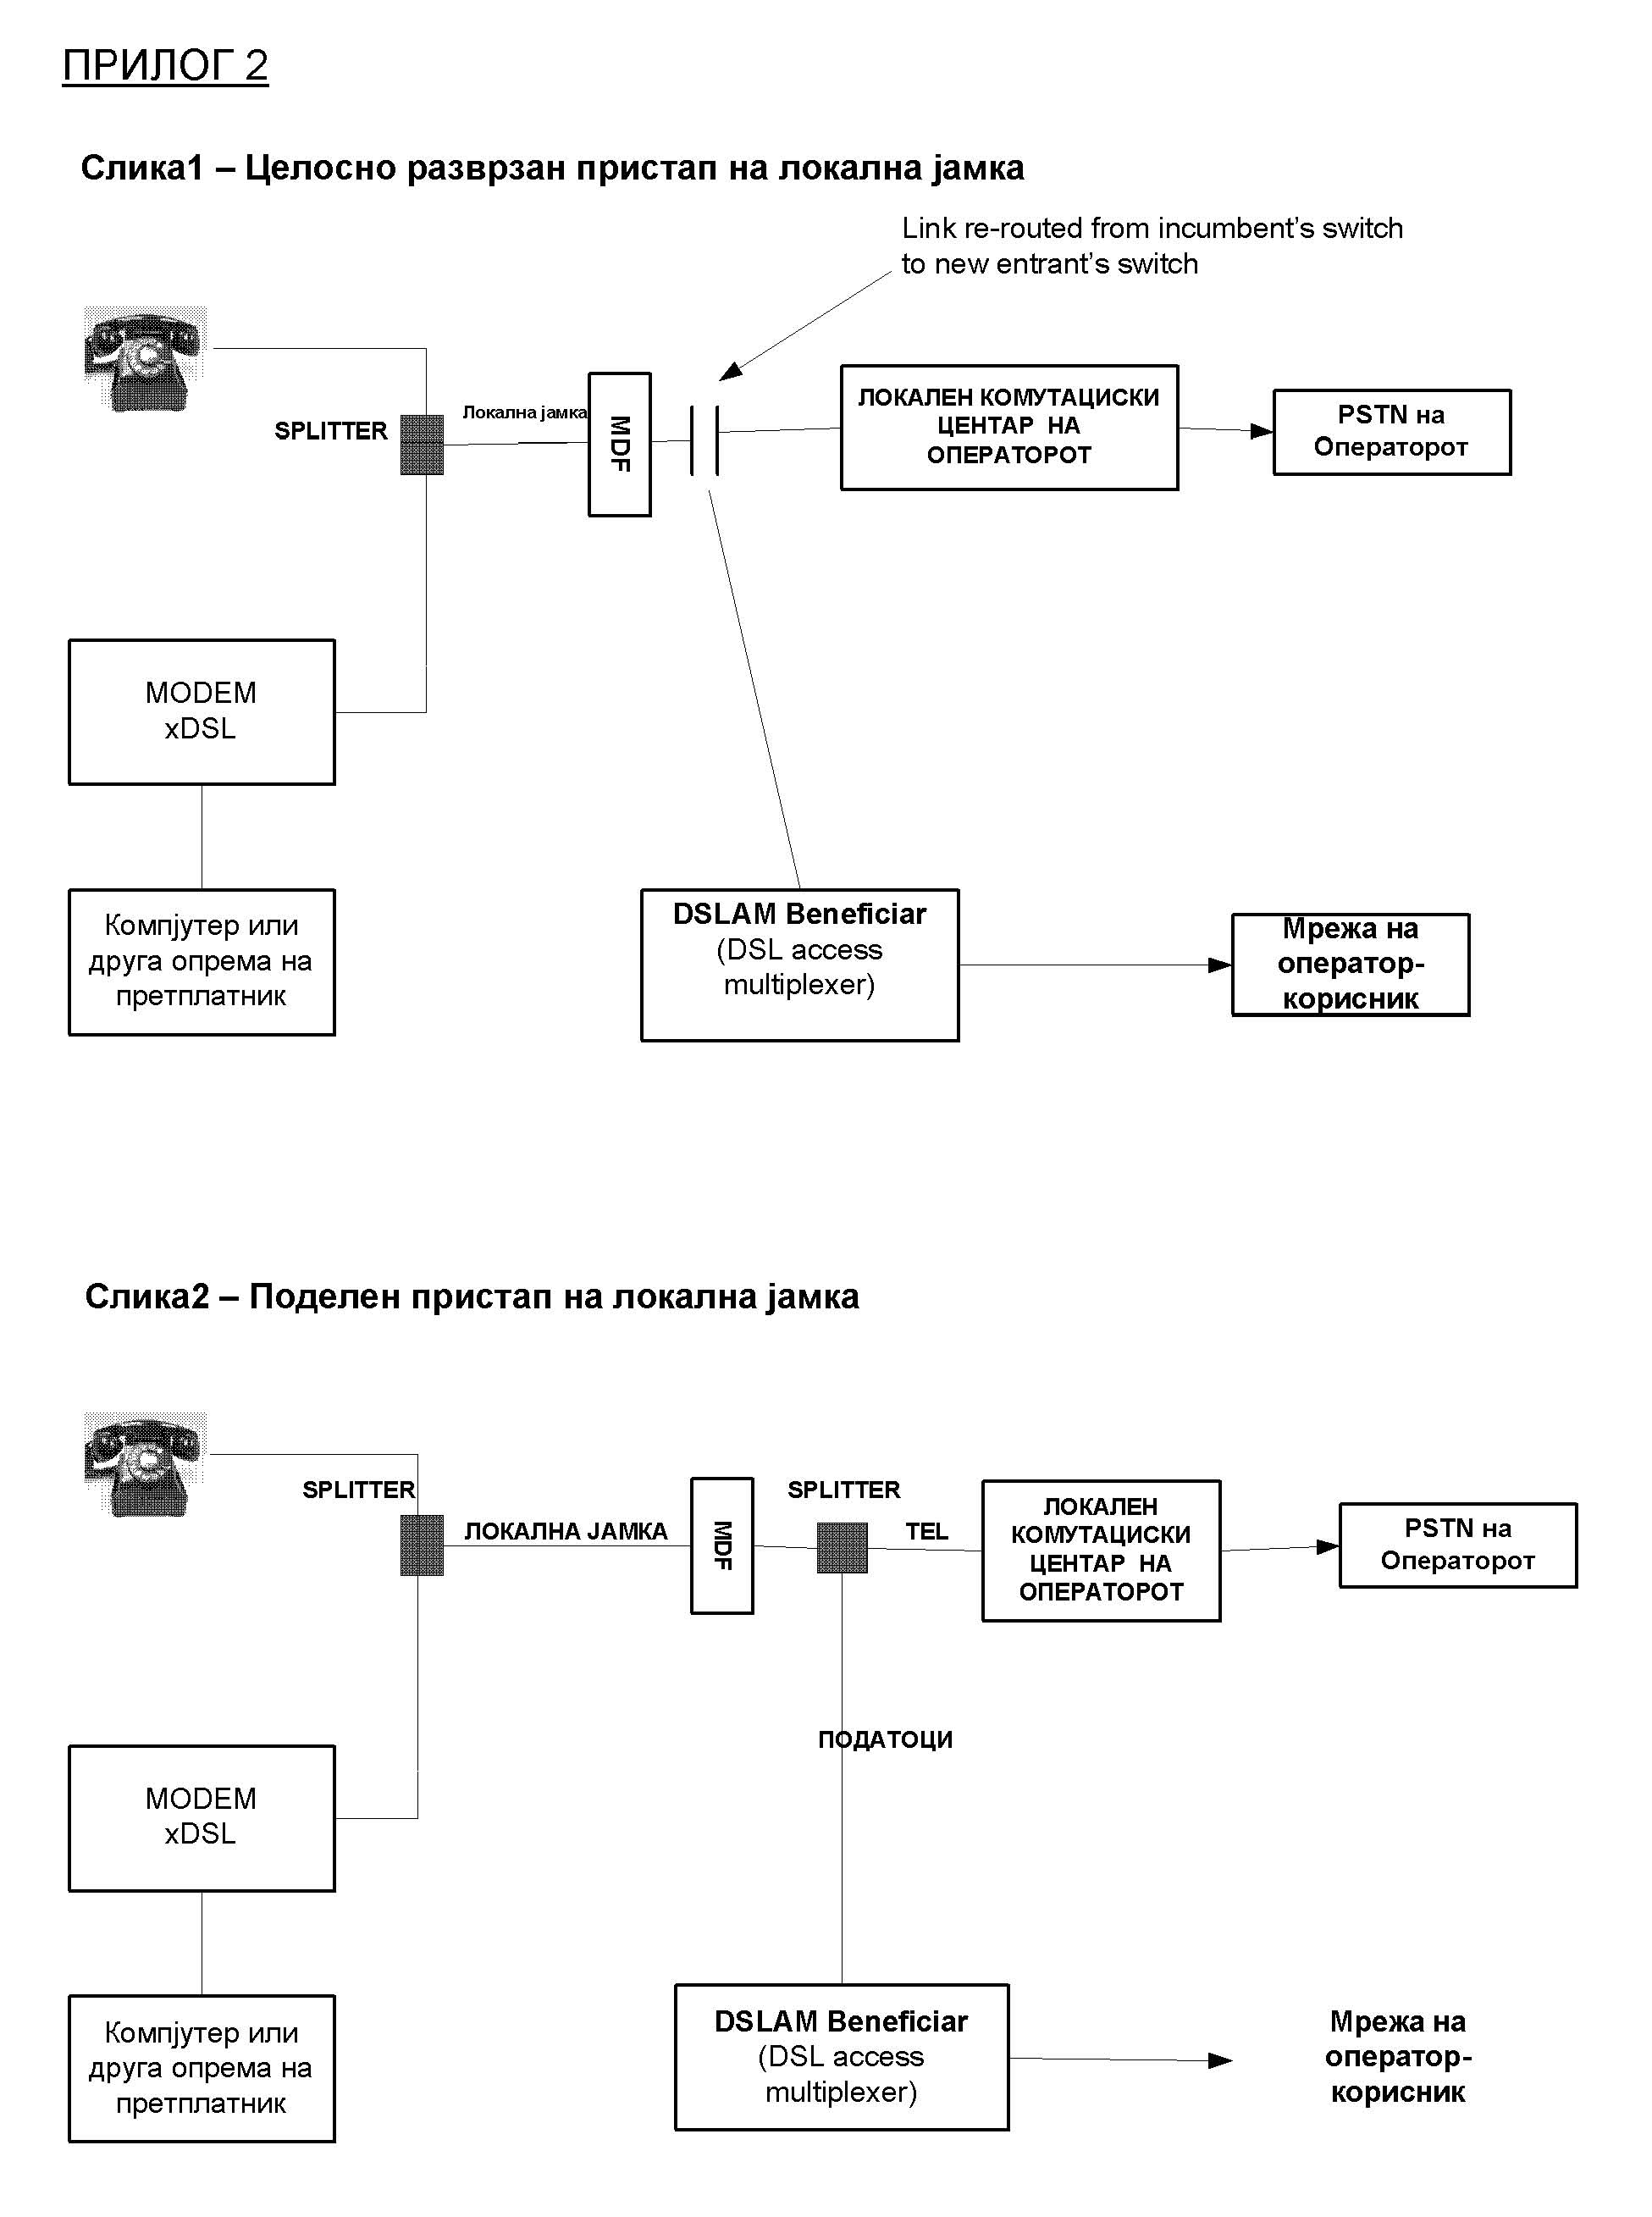 ПРИЛОГ 2
Слика1 – Целосно разврзан пристап на локална јамка
Link re-routed from incumbent's switch
to new entrant's switch
SPLITTER
Локална јамка
MDF
ЛОКАЛЕН КОМУТАЦИСКИ
ЦЕНТАР НА
ОПЕРАТОРОТ
PSTN на
Операторот
MODEM
xDSL
Компјутер или
друга опрема на
претплатник
DSLAM Beneficiar
(DSL access
multiplexer)
Мрежа на
оператор-
корисник
Слика2 – Поделен пристап на локална јамка
SPLITTER
ЛОКАЛНА ЈАМКА
MDF
SPLITTER
TEL
ЛОКАЛЕН
КОМУТАЦИСКИ
ЦЕНТАР НА
ОПЕРАТОРОТ
PSTN на
Операторот
ПОДАТОЦИ
MODEM
xDSL
Компјутер или
друга опрема на
претплатник
DSLAM Beneficiar
(DSL access
multiplexer)
Мрежа на
оператор-
корисник